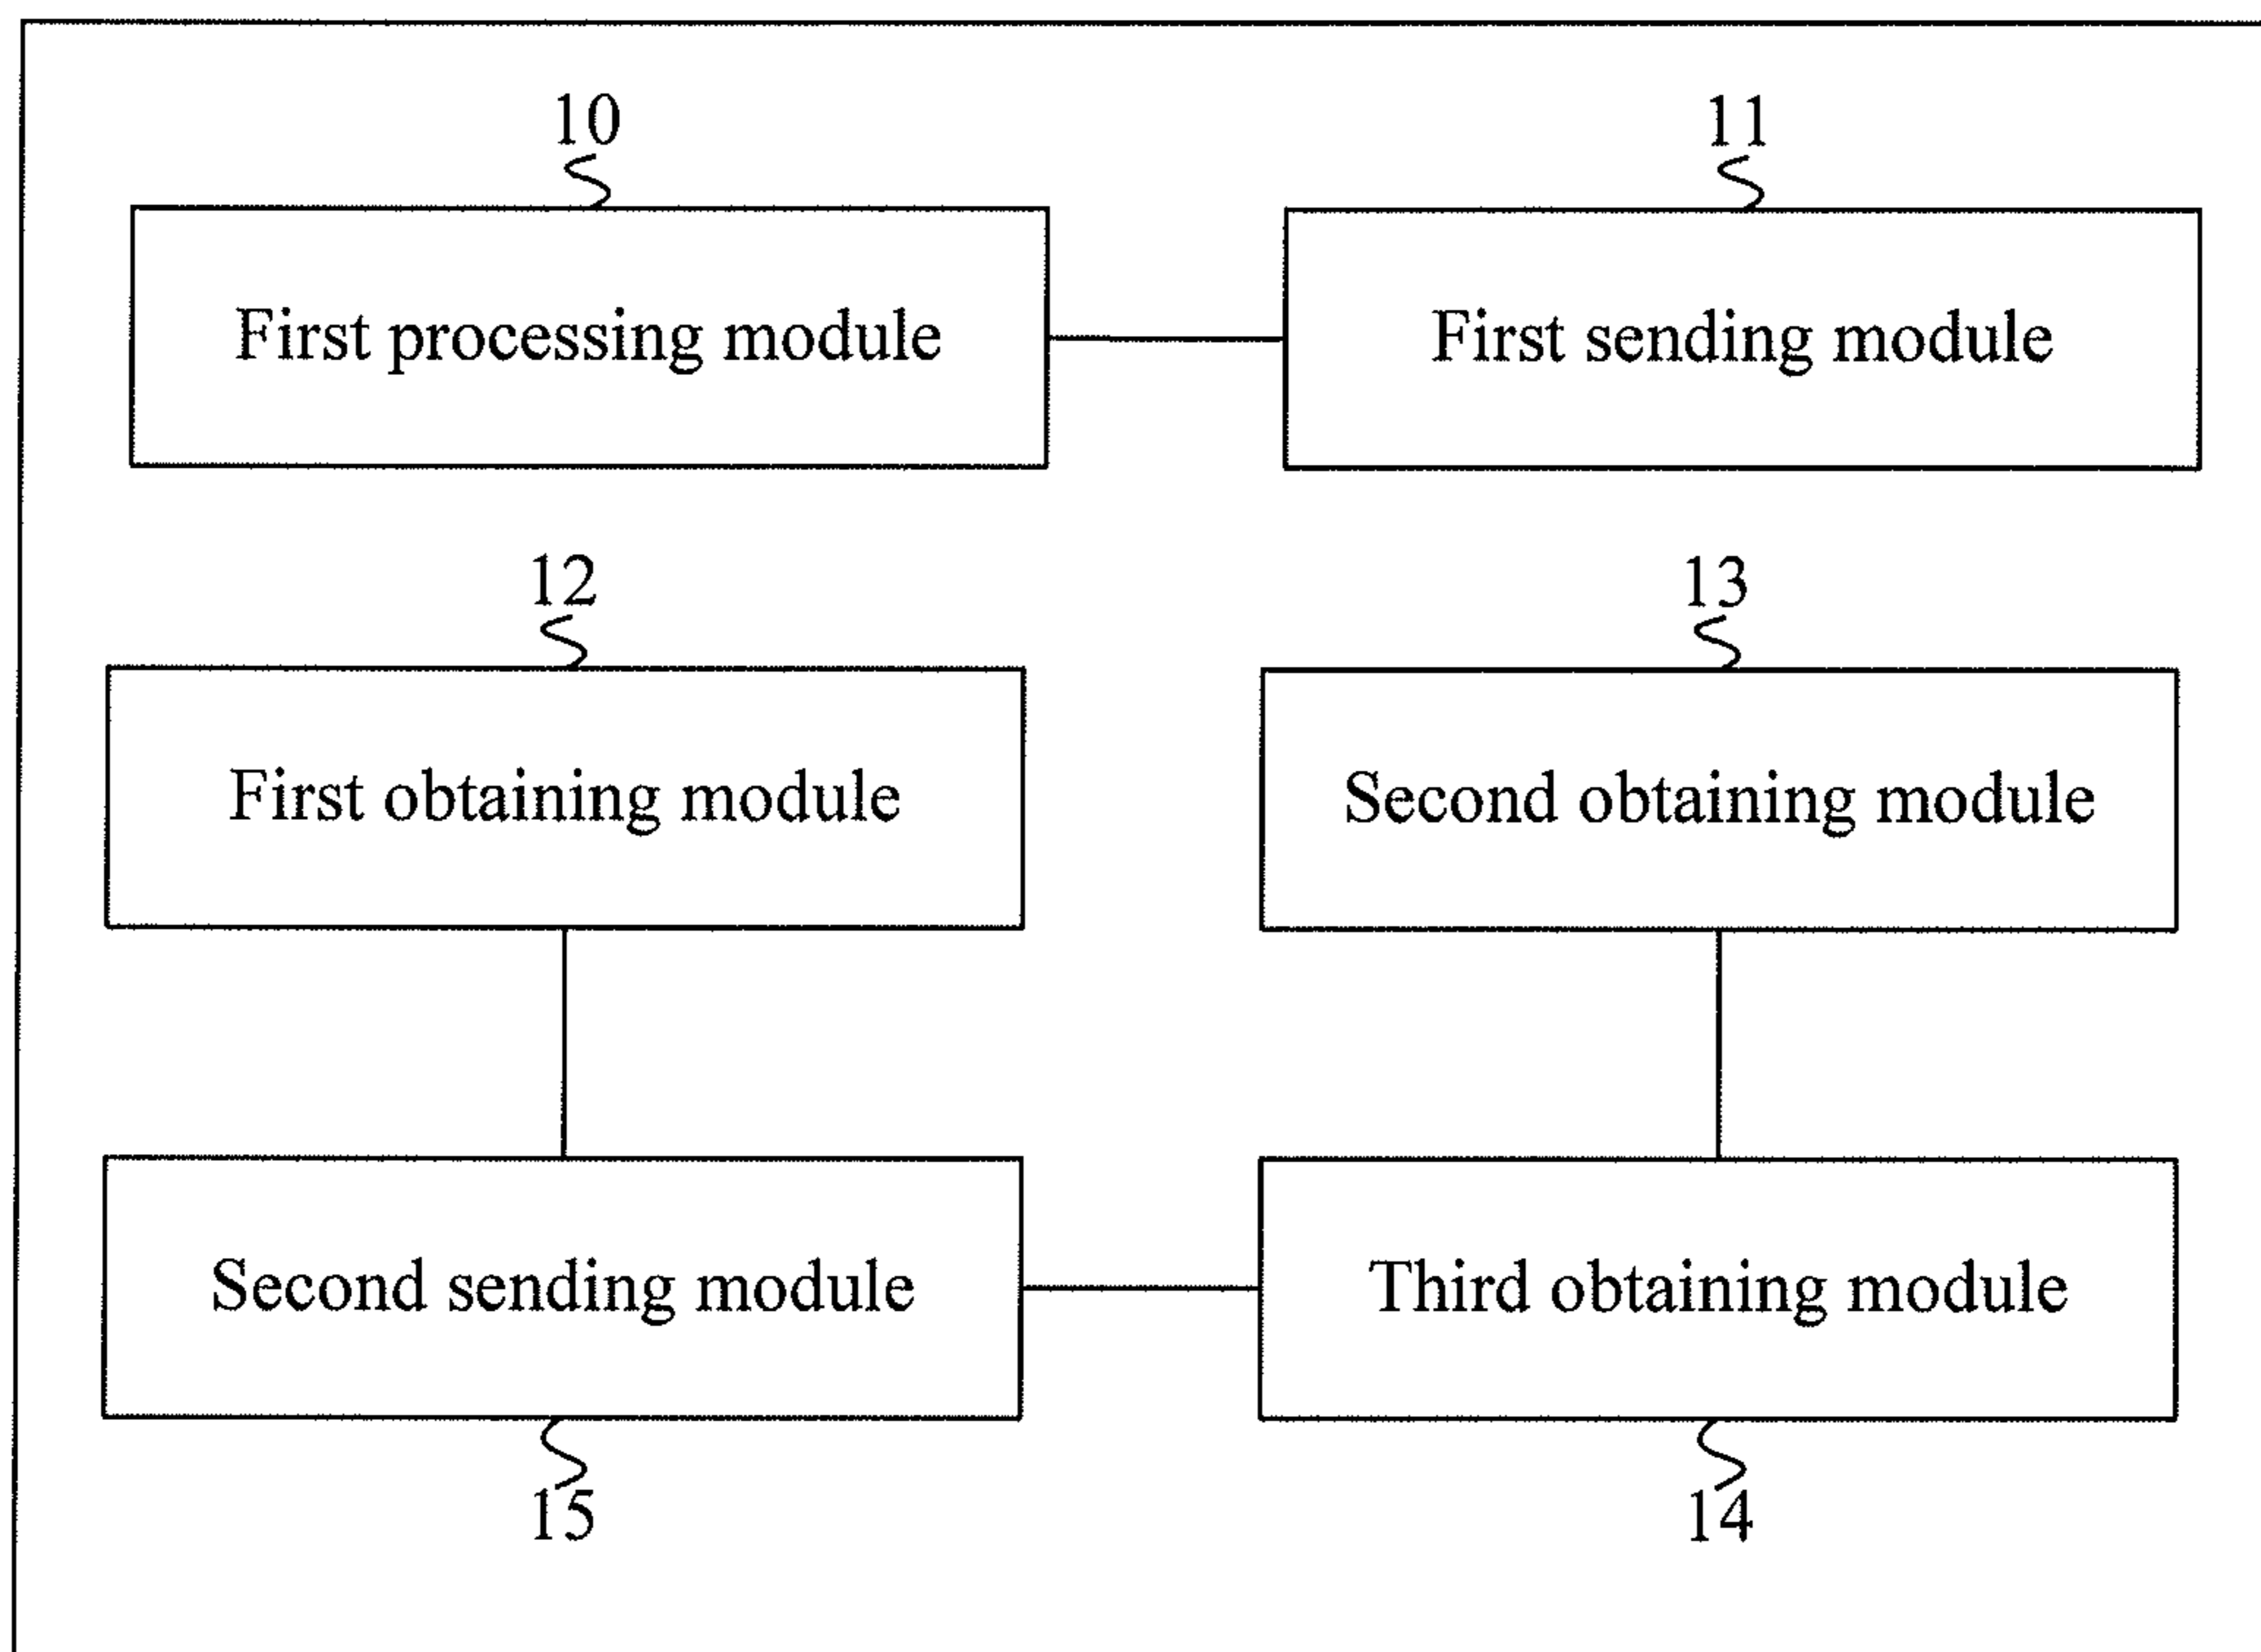 10
11
First processing module
First sending module
12
13
First obtaining module
Second obtaining module
Second sending module
Third obtaining module
15
14